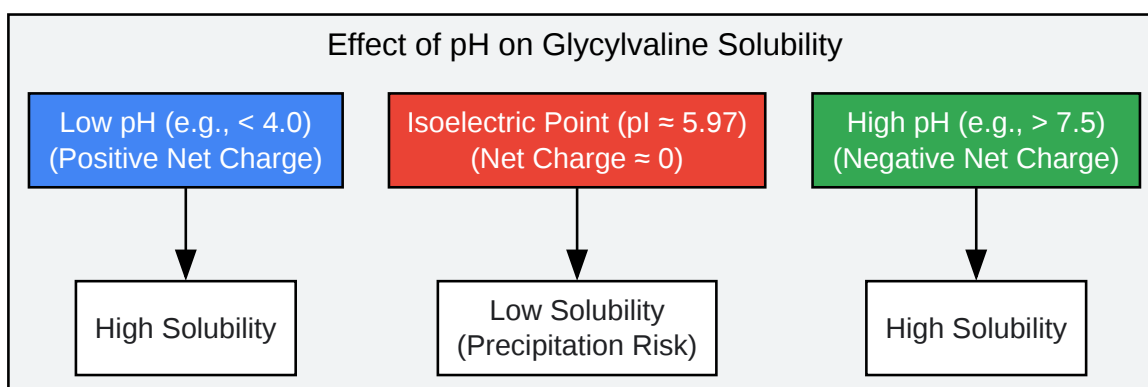 Effect of pH on Glycylvaline Solubility
Low pH (e.g., < 4.0)
(Positive Net Charge)
Isoelectric Point (pI ≈ 5.97)
(Net Charge ≈ 0)
High pH (e.g., > 7.5)
(Negative Net Charge)
High Solubility
Low Solubility
(Precipitation Risk)
High Solubility